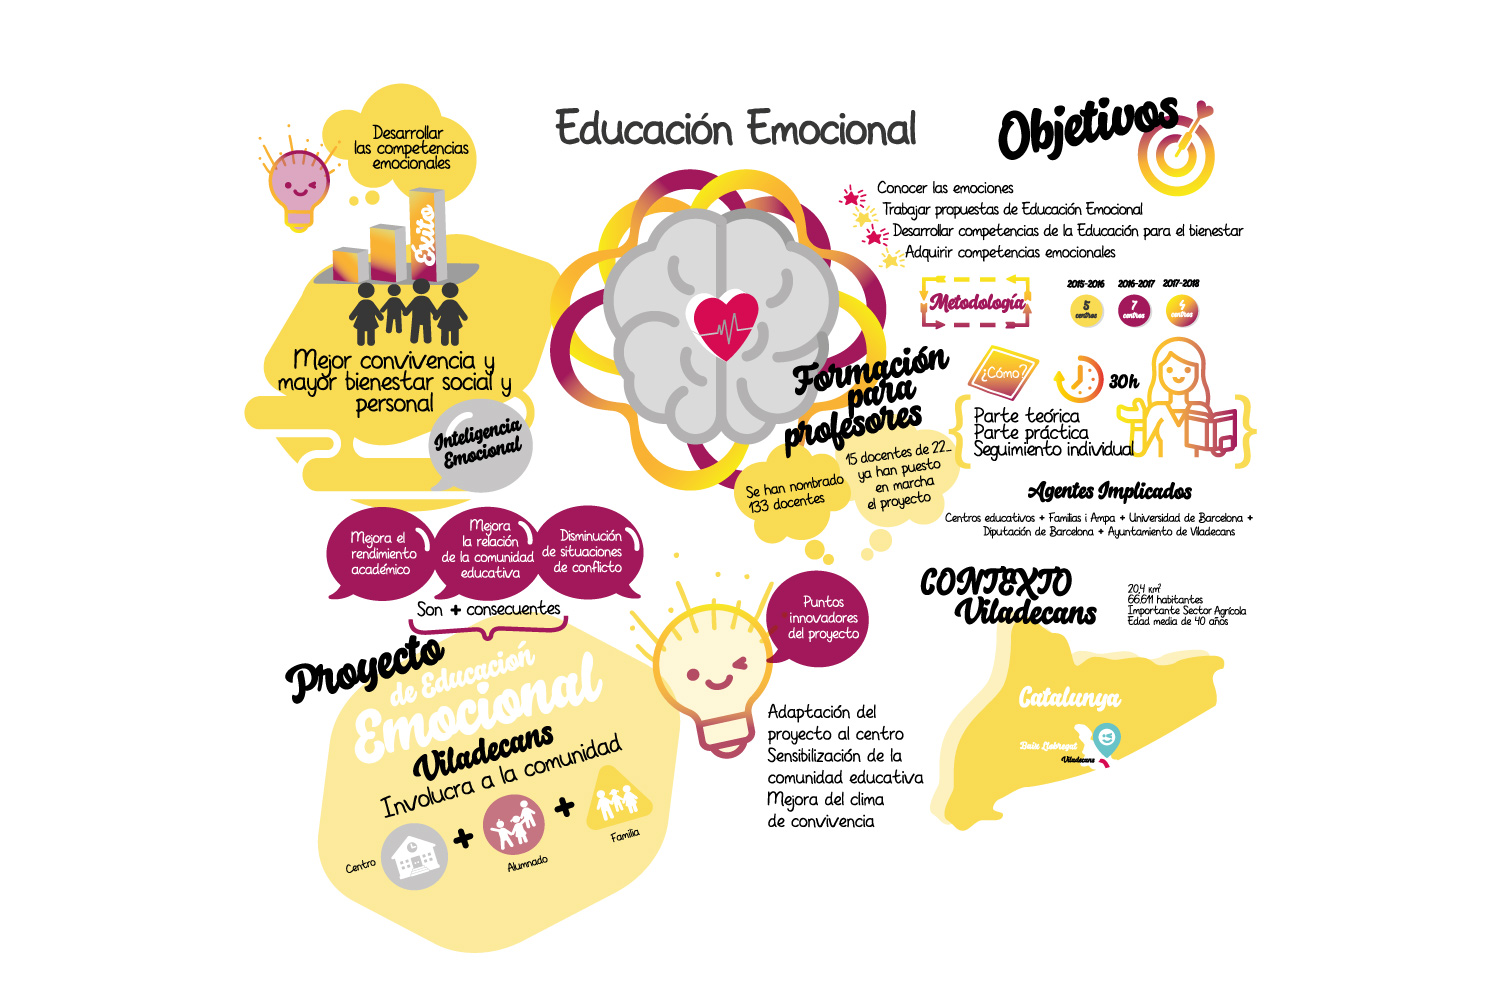 Educación Emocional
Desarrollar
las competencias
emocionales
Éxito
Mejor convivencia y
mayor bienestar social y
personal
Inteligencia
Emocional
Mejora el
rendimiento
académico
Mejora
la relación
de la comunidad
educativa
Disminución
de situaciones
de conflicto
Son + consecuentes
Proyecto
de Educación
Emocional
Viladecans
Involucra a la comunidad
Centro
+
Alumnado
+
Familia
Objetivos
Conocer las emociones
Trabajar propuestas de Educación Emocional
Desarrollar competencias de la Educación para el bienestar
Adquirir competencias emocionales
Metodología
2015-2016
5
centros
2016-2017
7
centros
2017-2018
4
centros
Formación
para
profesores
Se han nombrado
133 docentes
15 docentes de 22...
ya han puesto
en marcha
el proyecto
¿Cómo?
30h
Parte teórica
Parte práctica
Seguimiento individual
Agentes Implicados
Centros educativos + Familias i Ampa + Universidad de Barcelona +
Diputación de Barcelona + Ayuntamiento de Viladecans
Puntos
innovadores
del proyecto
Adaptación del
proyecto al centro
Sensibilización de la
comunidad educativa
Mejora del clima
de convivencia
CONTEXTO
Viladecans
20,4 km²
66.611 habitantes
Importante Sector Agrícola
Edad media de 40 años
Catalunya
Baix Llobregat
Viladecans